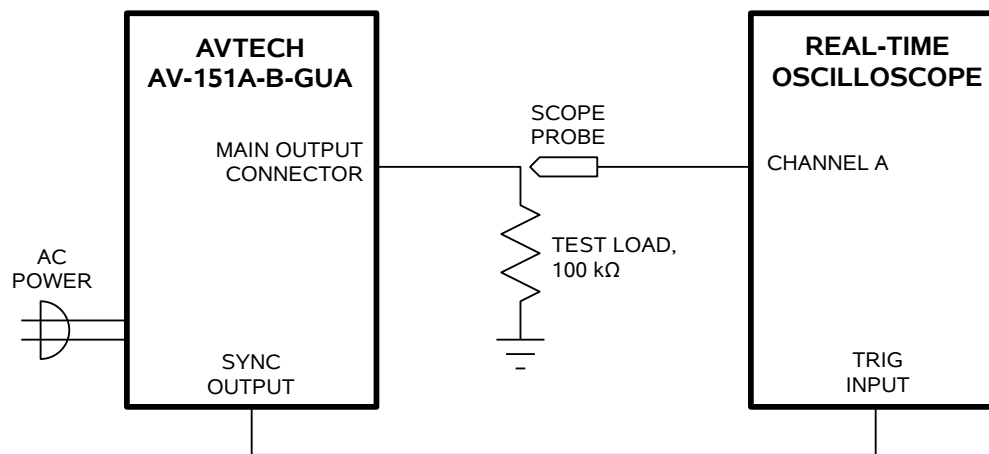 AVTECH
AV-151A-B-GUA
MAIN OUTPUT
CONNECTOR
AC
POWER
SYNC
OUTPUT
SCOPE
PROBE
TEST LOAD,
100 kΩ
REAL-TIME
OSCILLOSCOPE
CHANNEL A
TRIG
INPUT